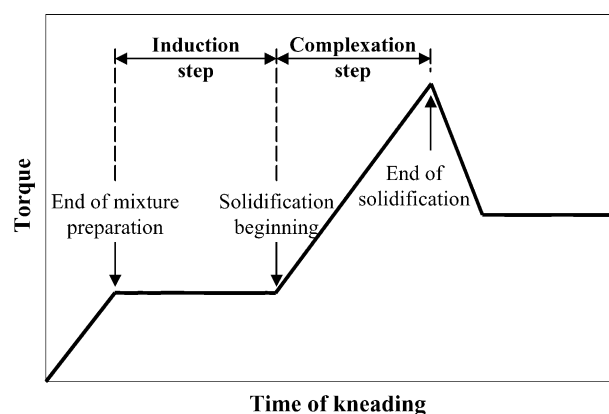 Induction
step
Complexation
step
End of mixture
preparation
Solidification
beginning
End of
solidification
Torque
Time of kneading